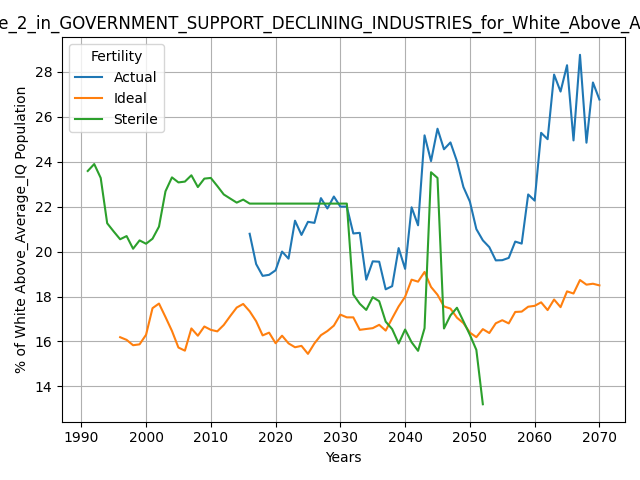 e_2_in_GOVERNMENT_SUPPORT_DECLINING_INDUSTRIES_for_White_Above_A
Fertility
Actual
Ideal
Sterile
% of White Above_Average_IQ Population
28
26
24
22
20
18
16
14
1990 2000 2010 2020 2030 2040 2050 2060 2070
Years